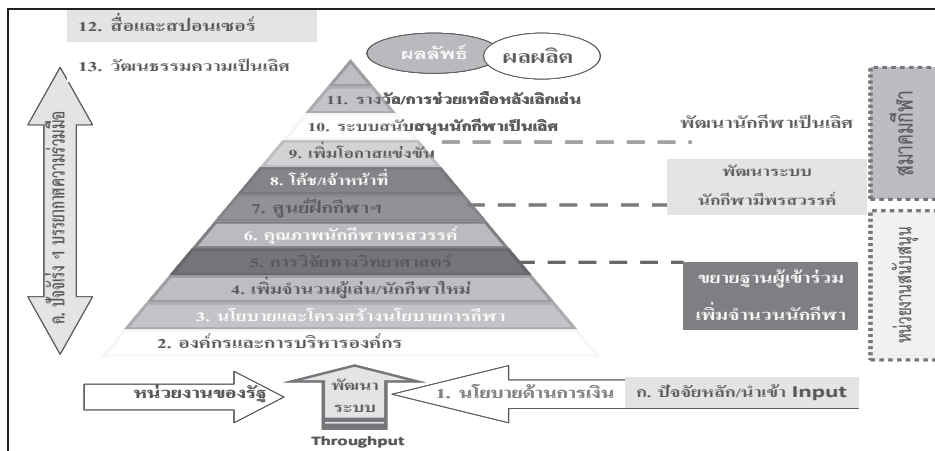 12. สื่อและสปอนเซอร์
13. วัฒนธรรมความเป็นเลิศ
ผลลัพธ์
ผลผลิต
11. รางวัล/การช่วยเหลือหลังเลิกเล่น
10. ระบบสนับสนุนนักกีฬาเป็นเลิศ
9. เพิ่มโอกาสแข่งขัน
8. โค้ช/เจ้าหน้าที่
7. ศูนย์ฝึกกีฬาฯ
6. คุณภาพนักกีฬาพรสวรรค์
5. การวิจัยทางวิทยาศาสตร์
4. เพิ่มจำนวนผู้เล่น/นักกีฬาใหม่
3. นโยบายและโครงสร้างนโยบายการกีฬา
2. องค์กรและการบริหารองค์กร
ค. ปัจจัเร่ง ฯ บรรยากาศความร่วมมือ
พัฒนานักกีฬาเป็นเลิศ
พัฒนาระบบ
นักกีฬามีพรสวรรค์
ขยายฐานผู้เข้าร่วม
เพิ่มจำนวนนักกีฬา
สมาคมกีฬา
หน่วยงานสนับสนุน
หน่วยงานของรัฐ
พัฒนา
ระบบ
Throughput
1. นโยบายด้านการเงิน
ก. ปัจจัยหลัก/นำเข้า Input